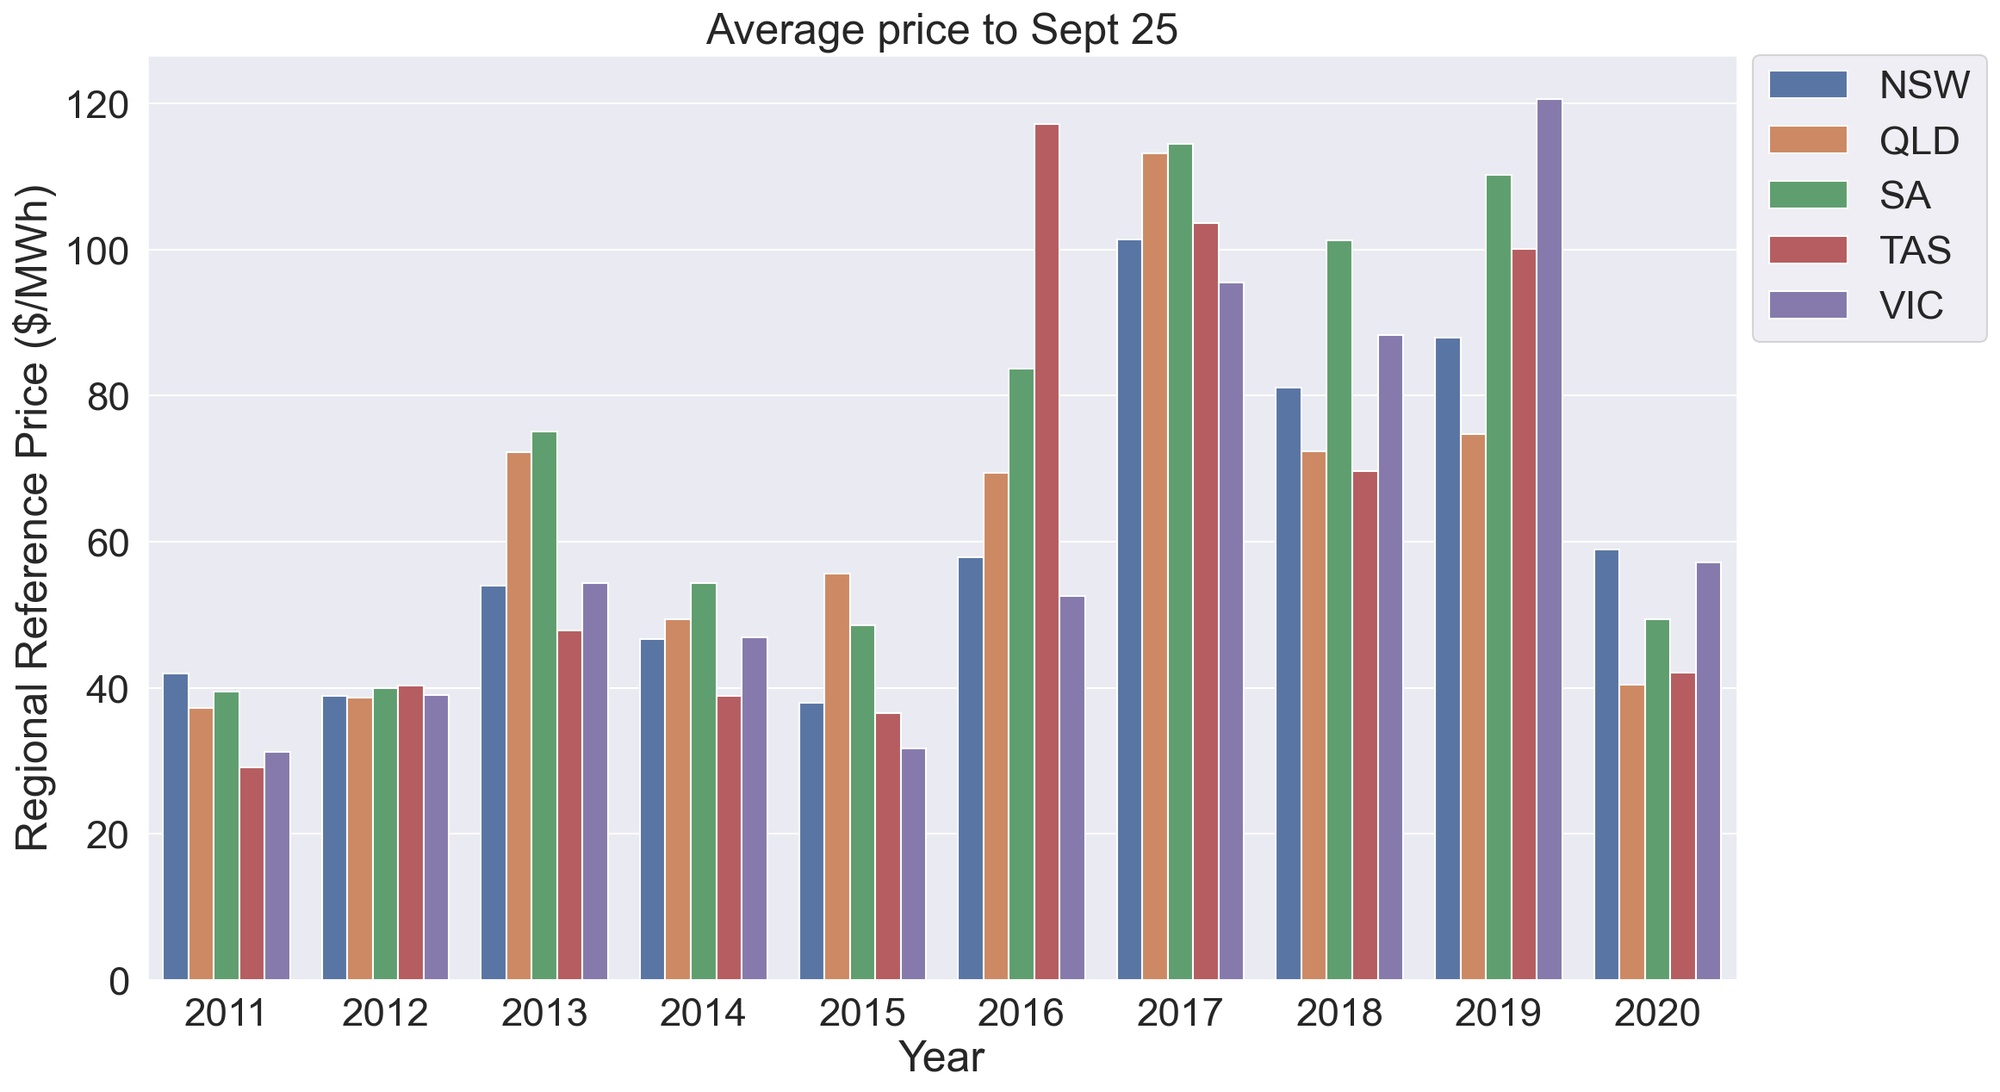 Average price to Sept 25
Regional Reference Price ($/MWh)
120
100
80
60
40
20
0
2011 2012 2013 2014 2015 2016 2017 2018 2019 2020
Year
NSW
QLD
SA
TAS
VIC